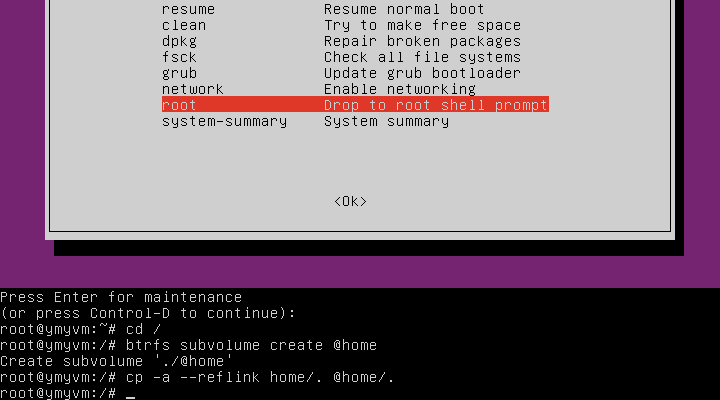 resume Resume normal boot
clean Try to make free space
dpkg Repair broken packages
fsck Check all file systems
grub Update grub bootloader
network Enable networking
root Drop to root shell prompt
system-summary System summary
<Ok>
Press Enter for maintenance
(or press Control-D to continue):
root@ymyvm:~# cd /
root@ymyvm:/# btrfs subvolume create @home
Create subvolume './@home'
root@ymyvm:/# cp -a --reflink home/. @home/.
root@ymyvm:/# _